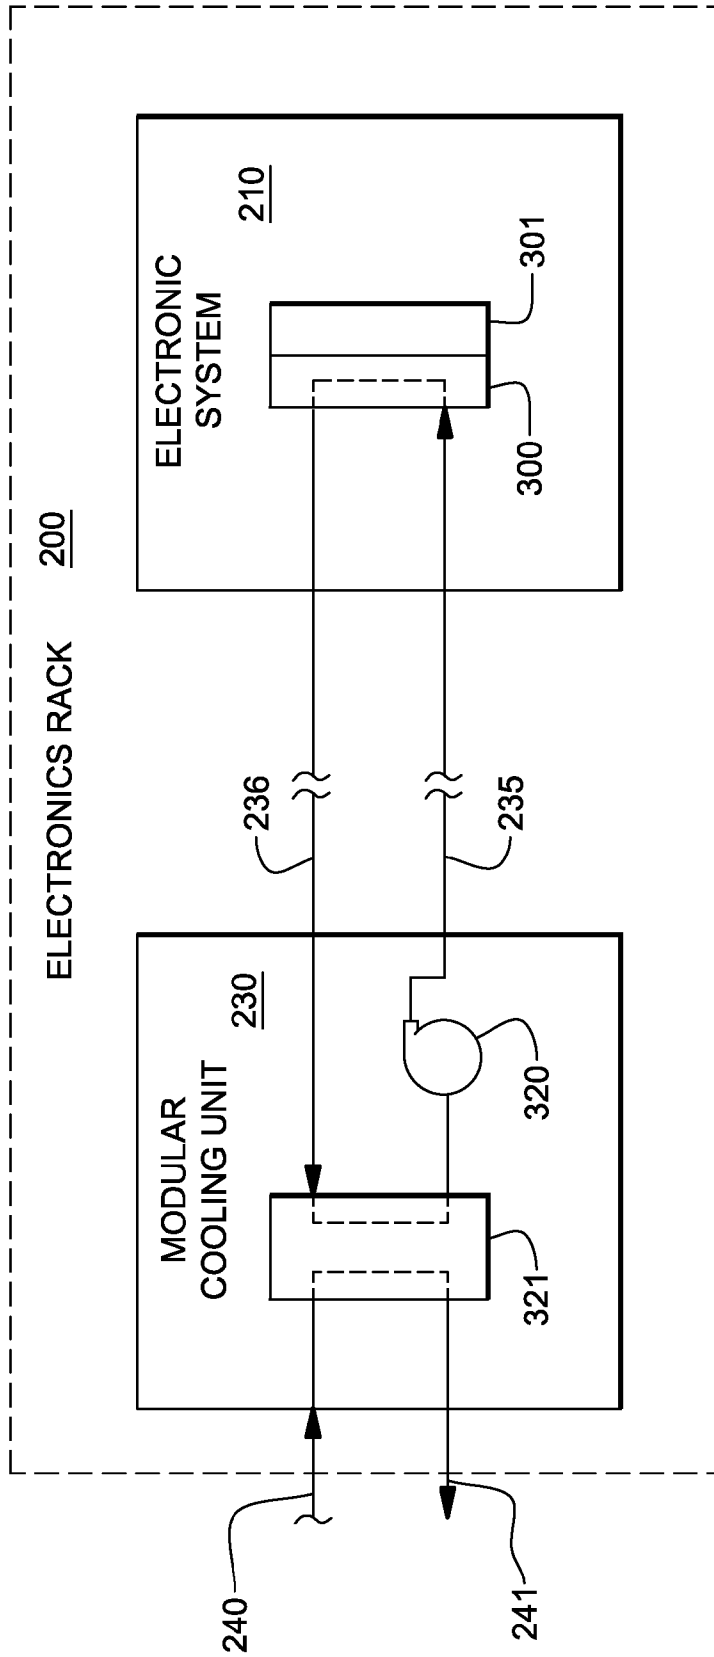 ELECTRONICS RACK
200
MODULAR
COOLING UNIT
230
236
ELECTRONIC
SYSTEM
210
240
241
321
320
235
300
301